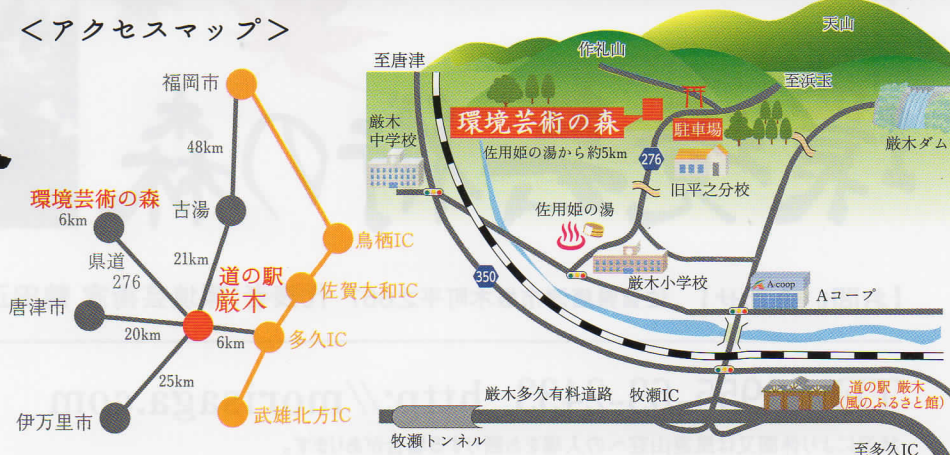 ＜アクセスマップ＞
福岡市
48km
環境芸術の森
6km
古湯
県道
276
21km
鳥栖IC
道の駅
厳木
佐賀大和IC
唐津市
20km
6km
多久IC
25km
伊万里市
武雄北方IC
天山
作礼山
至唐津
至浜玉
環境芸術の森
駐車場
厳木
中学校
佐用姫の湯から約5km
276
厳木ダム
旧平之分校
佐用姫の湯
350
厳木小学校
A-coop
Aコープ
道の駅 厳木
(風のふるさと館)
厳木多久有料道路
牧瀬IC
牧瀬トンネル
至多久IC